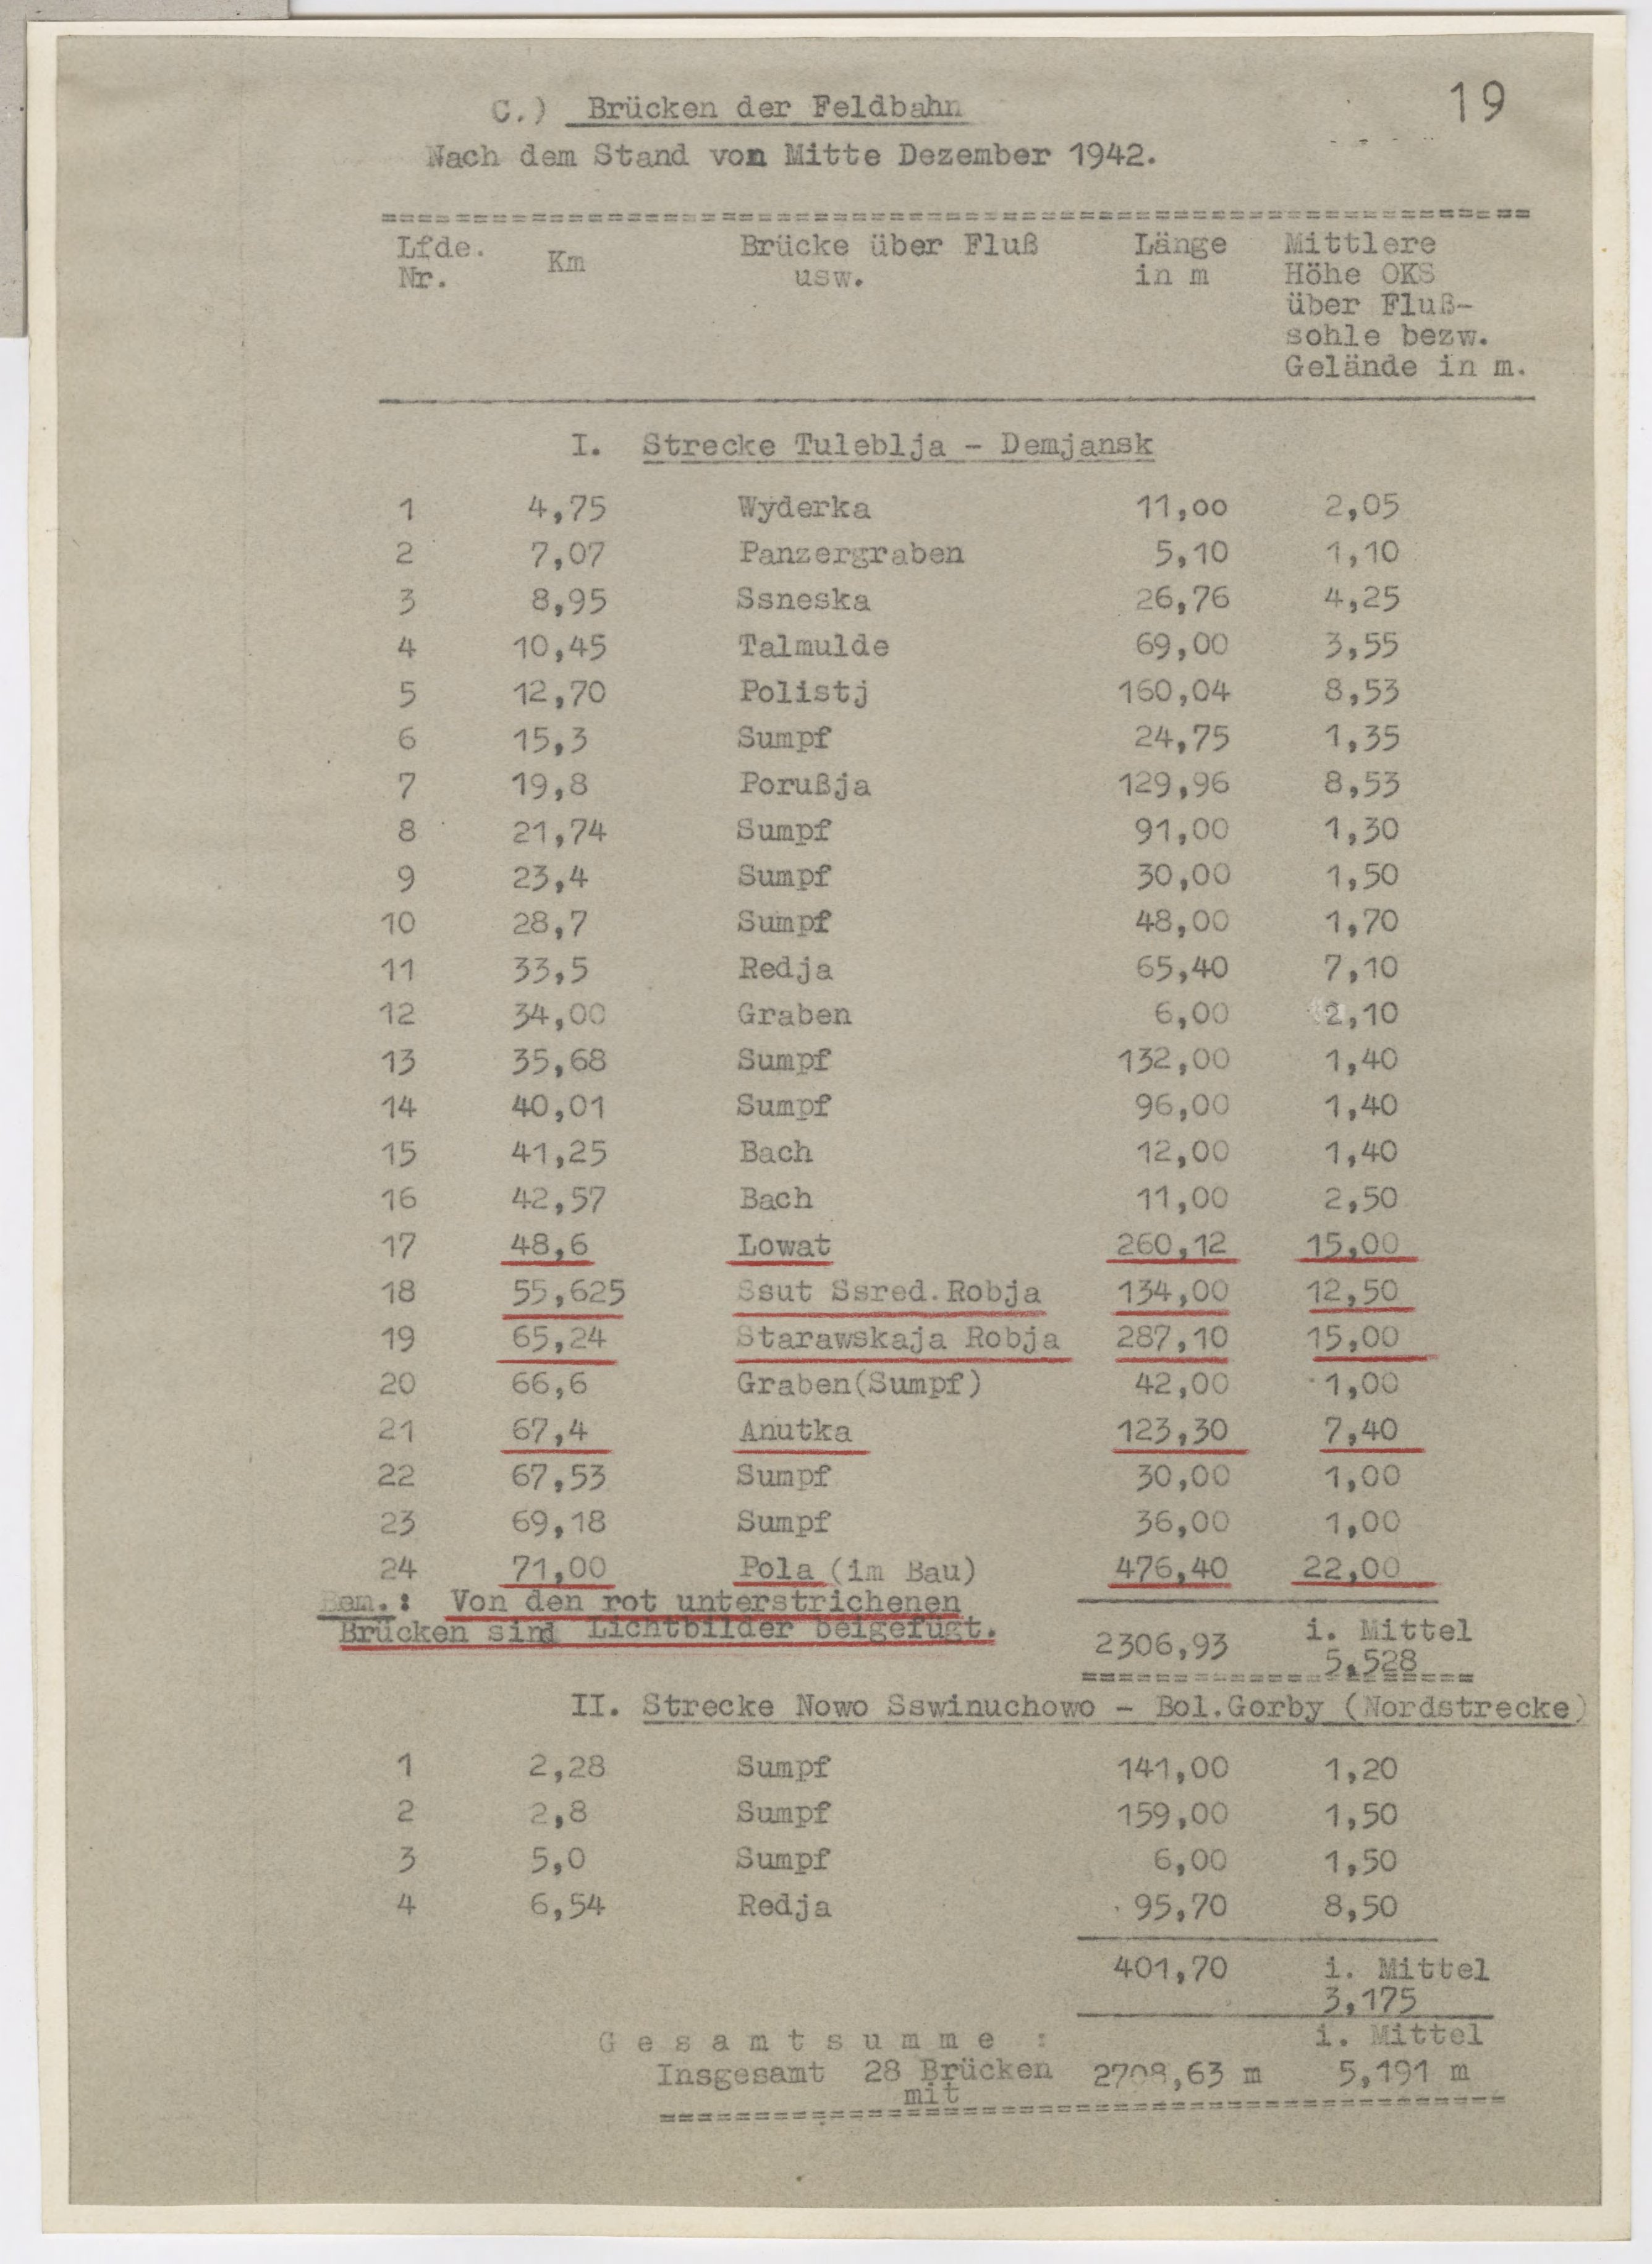 19
C.) Brücken der Feldbahn
Nach dem Stand von Mitte Dezember 1942.
Lfde. Nr. Km Brücke über Fluß usw. Länge in m Mittlere Höhe OKS über Fluß-sohle bezw. Gelände in m.
I. Strecke Tuleblja - Demjansk
1 4,75 Wyderka 11,oo 2,05
2 7,07 Panzergraben 5,10 1,10
3 8,95 Ssneska 26,76 4,25
4 10,45 Talmulde 69,00 3,55
5 12,70 Polistj 160,04 8,53
6 15,3 Sumpf 24,75 1,35
7 19,8 Porußja 129,96 8,53
8 21,74 Sumpf 91,00 1,30
9 23,4 Sumpf 30,00 1,50
10 28,7 Sumpf 48,00 1,70
11 33,5 Redja 65,40 7,10
12 34,00 Graben 6,00 2,10
13 35,68 Sumpf 132,00 1,40
14 40,01 Sumpf 96,00 1,40
15 41,25 Bach 12,00 1,40
16 42,57 Bach 11,00 2,50
17 48,6 Lowat 260,12 15,00
18 55,625 Ssut Ssred.Robja 134,00 12,50
19 65,24 Starawskaja Robja 287,10 15,00
20 66,6 Graben(Sumpf) 42,00 1,00
21 67,4 Anutka 123,30 7,40
22 67,53 Sumpf 30,00 1,00
23 69,18 Sumpf 36,00 1,00
24 71,00 Pola (im Bau) 476,40 22,00
Bem.: Von den rot unterstrichenen
Brücken sind Lichtbilder beigefügt.
2306,93 i. Mittel
5,528
II. Strecke Nowo Sswinuchowo - Bol.Gorby (Nordstrecke)
1 2,28 Sumpf 141,00 1,20
2 2,8 Sumpf 159,00 1,50
3 5,0 Sumpf 6,00 1,50
4 6,54 Redja 95,70 8,50
401,70 i. Mittel
3,175
G e s a m t s u m m e : i. Mittel
Insgesamt 28 Brücken 2708,63 m 5,191 m
mit